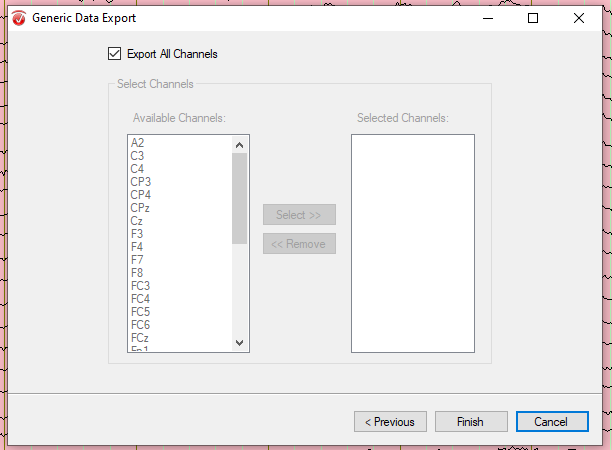 Generic Data Export
Export All Channels
Select Channels
Available Channels:
Selected Channels:
A2
C3
C4
CP3
CP4
CPz
Cz
F3
F4
F7
F8
FC3
FC4
FC5
FC6
FCz
Fp1
Select >>
<< Remove
< Previous
Finish
Cancel